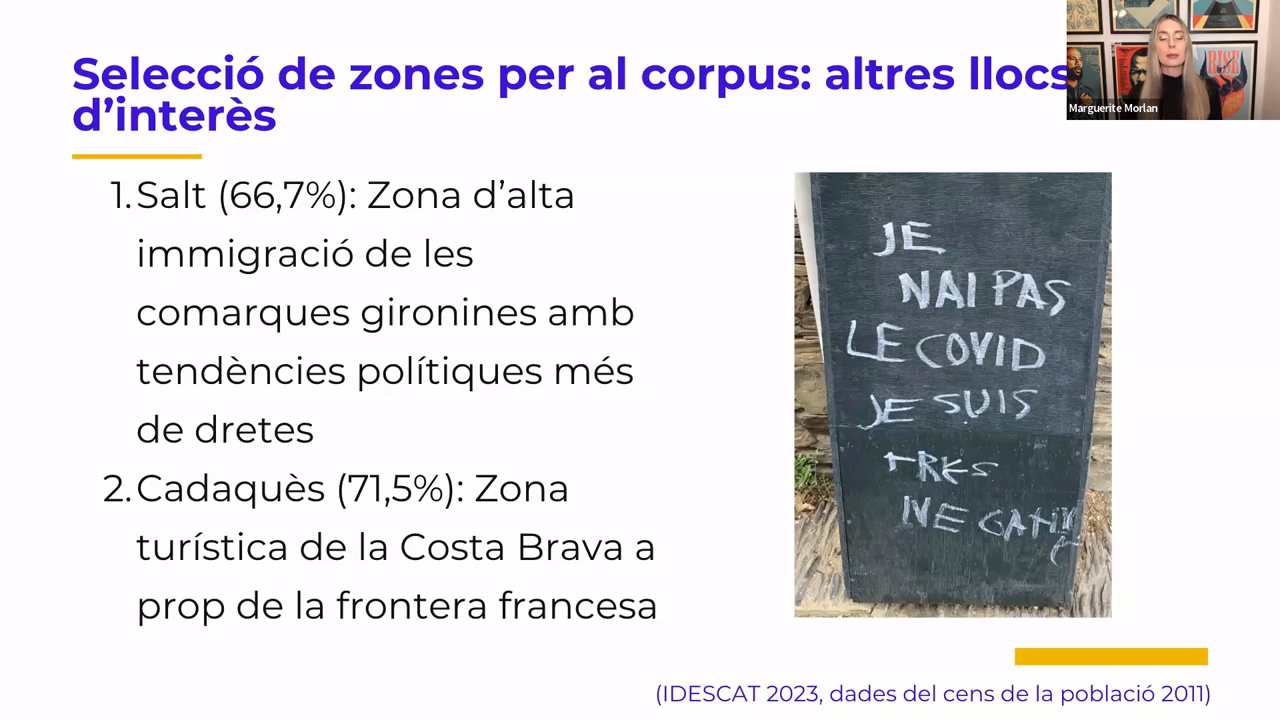 Selecció de zones per al corpus: altres llocs
d’interès
Marguerite Morlan
1. Salt (66,7%): Zona d’alta
immigració de les
comarques gironines amb
tendències polítiques més
de dretes
2. Cadaquès (71,5%): Zona
turística de la Costa Brava a
prop de la frontera francesa
JE
NAI PAS
LE COVID
JE SUIS
TRES
(IDESCAT 2023, dades del cens de la població 2011)